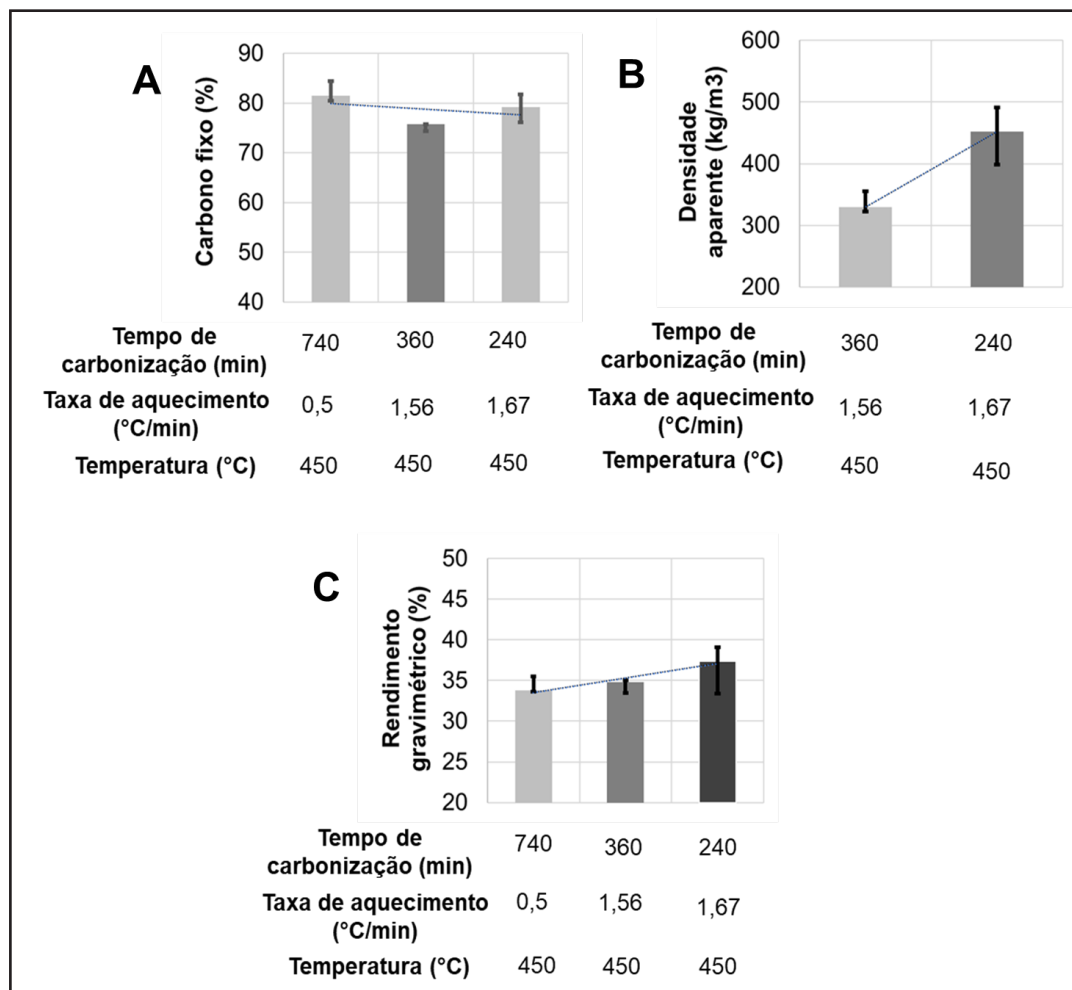 A
Carbono fixo (%)
90
80
70
60
50
40
Tempo de
carbonização (min)
740 360 240
Taxa de aquecimento
(°C/min)
0,5 1,56 1,67
Temperatura (°C) 450 450 450
B
Densidade
aparente (kg/m3)
600
500
400
300
200
Tempo de
carbonização (min)
360 240
Taxa de aquecimento
(°C/min)
1,56 1,67
Temperatura (°C) 450 450
C
Rendimento
gravimétrico (%)
50
45
40
35
30
25
20
Tempo de
carbonização (min)
740 360 240
Taxa de aquecimento
(°C/min)
0,5 1,56 1,67
Temperatura (°C) 450 450 450